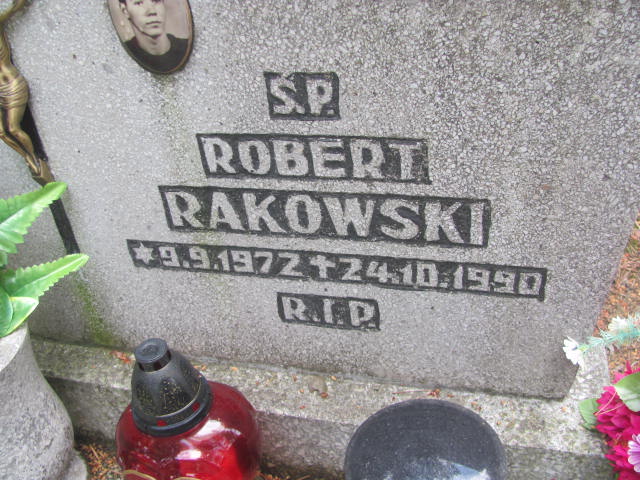 Ś.P.
ROBERT
RAKOWSKI
*9.9.1972 †24.10.1990
R.I.P.